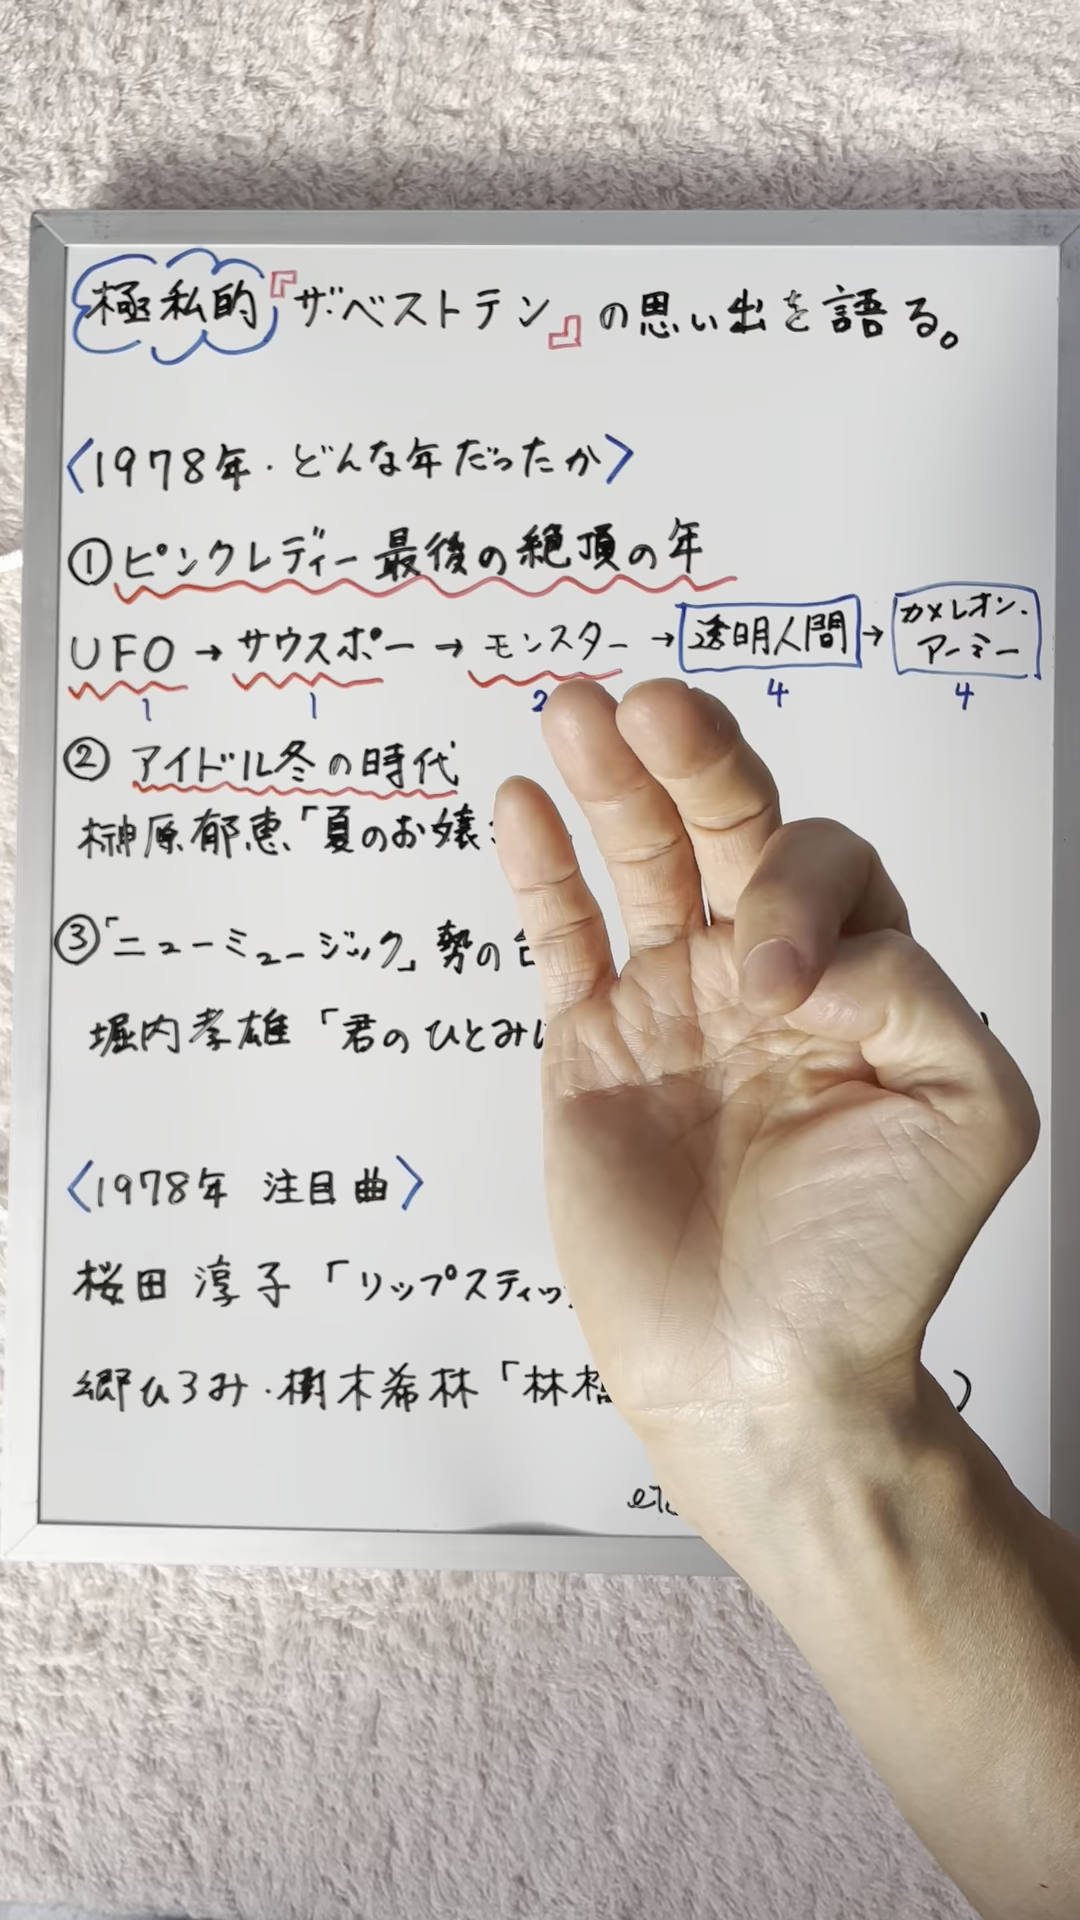 極私的『ザ・ベストテン』の思い出を語る。
〈1978年・どんな年だったか〉
①ピンクレディー最後の絶頂の年
UFO→サウスポー→モンスター→透明人間→カメレオン・アーミー
1 1 2 4 4
②アイドル冬の時代
榊原郁恵「夏のお嬢
③「ニューミュージック」勢の
堀内孝雄「君のひとみ
〈1978年 注目曲〉
桜田淳子「リップスティッ
郷ひろみ・樹木希林「林